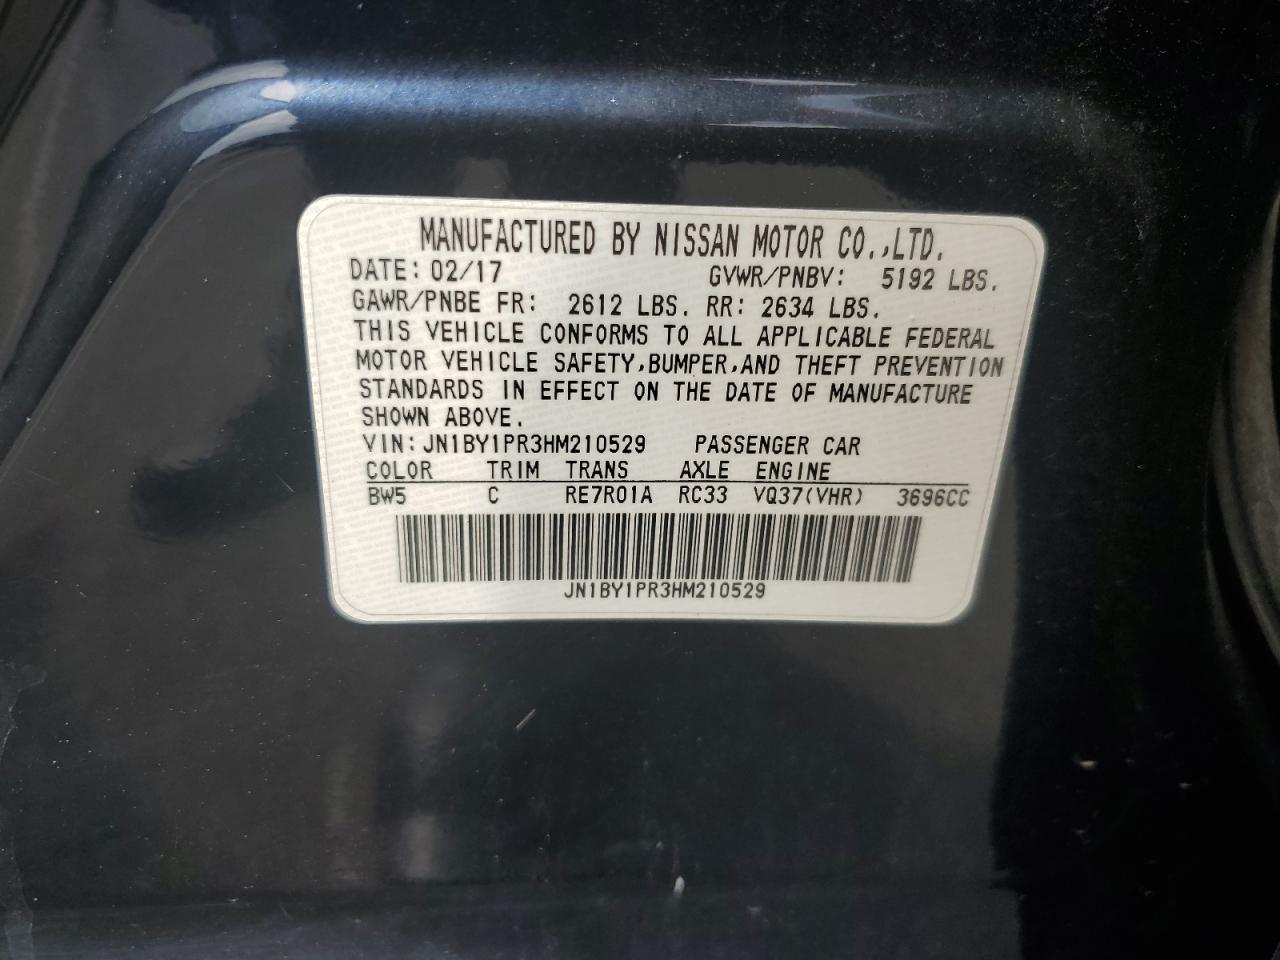 MANUFACTURED BY NISSAN MOTOR CO.,LTD.
DATE: 02/17 GVWR/PNBV: 5192 LBS.
GAWR/PNBE FR: 2612 LBS. RR: 2634 LBS.
THIS VEHICLE CONFORMS TO ALL APPLICABLE FEDERAL
MOTOR VEHICLE SAFETY,BUMPER,AND THEFT PREVENTION
STANDARDS IN EFFECT ON THE DATE OF MANUFACTURE
SHOWN ABOVE.
VIN: JN1BY1PR3HM210529 PASSENGER CAR
COLOR TRIM TRANS AXLE ENGINE
BW5 C RE7R01A RC33 VQ37(VHR) 3696CC
JN1BY1PR3HM210529